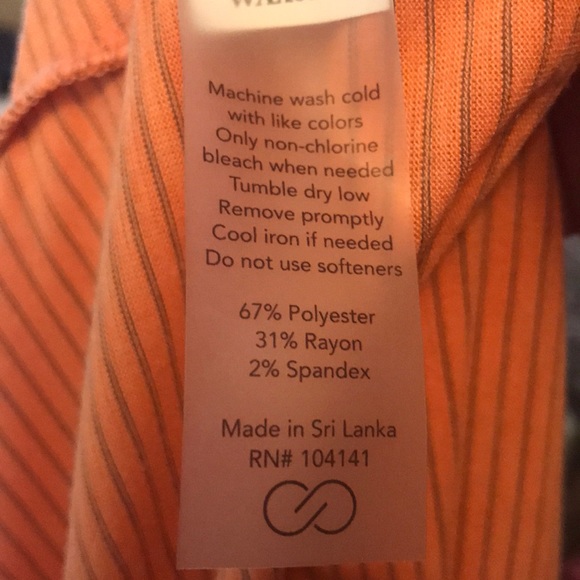 Machine wash cold
with like colors
Only non-chlorine
bleach when needed
Tumble dry low
Remove promptly
Cool iron if needed
Do not use softeners
67% Polyester
31% Rayon
2% Spandex
Made in Sri Lanka
RN# 104141